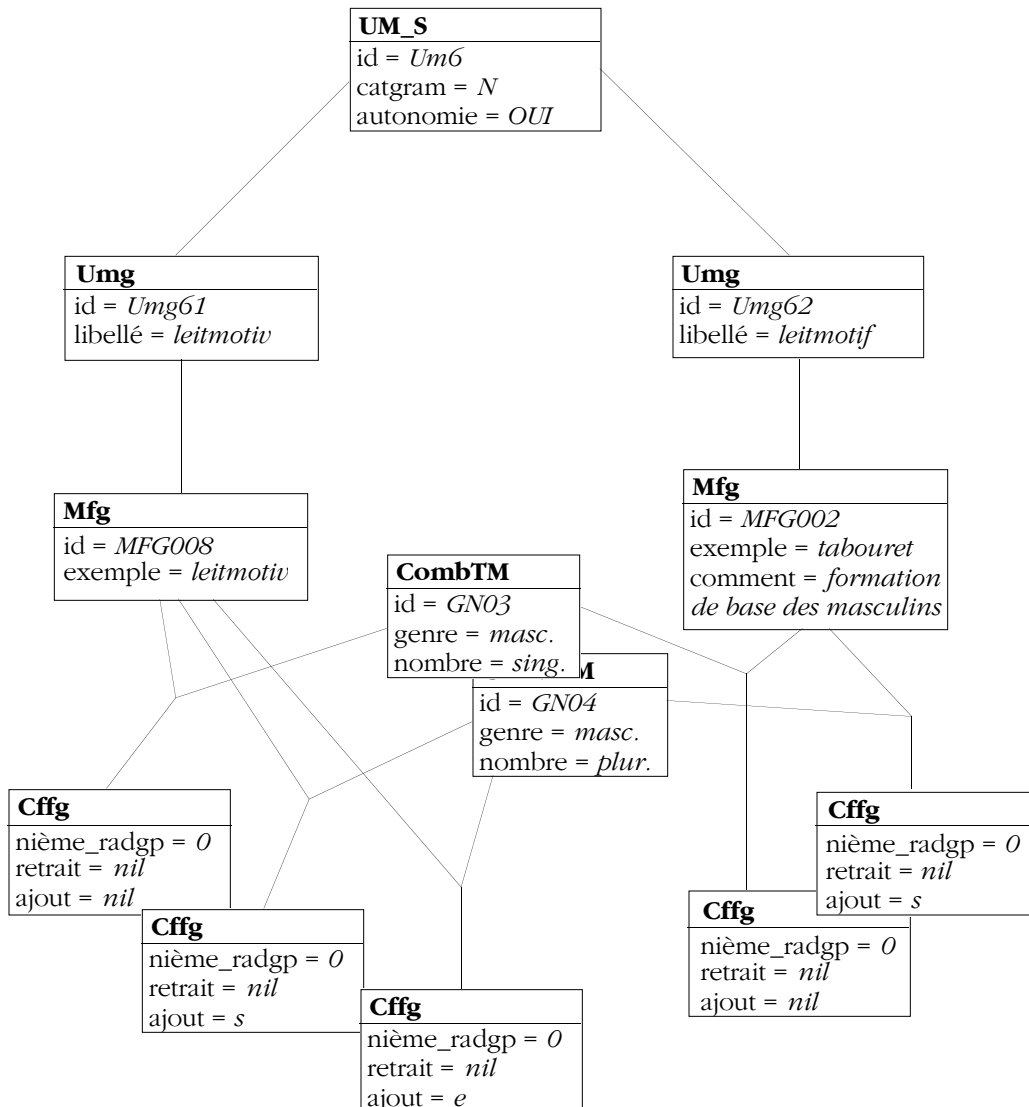 UM_S
id = Um6
catgram = N
autonomie = OUI
Umg
id = Umg61
libellé = leitmotiv
Umg
id = Umg62
libellé = leitmotif
Mfg
id = MFG008
exemple = leitmotiv
Mfg
id = MFG002
exemple = tabouret
comment = formation
de base des masculins
CombTM
id = GN03
genre = masc.
nombre = sing.
M
id = GN04
genre = masc.
nombre = plur.
Cffg
nième_radgp = 0
retrait = nil
ajout = nil
Cffg
nième_radgp = 0
retrait = nil
ajout = s
Cffg
nième_radgp = 0
retrait = nil
ajout = e
Cffg
nième_radgp = 0
retrait = nil
ajout = nil
Cffg
nième_radgp = 0
retrait = nil
ajout = s